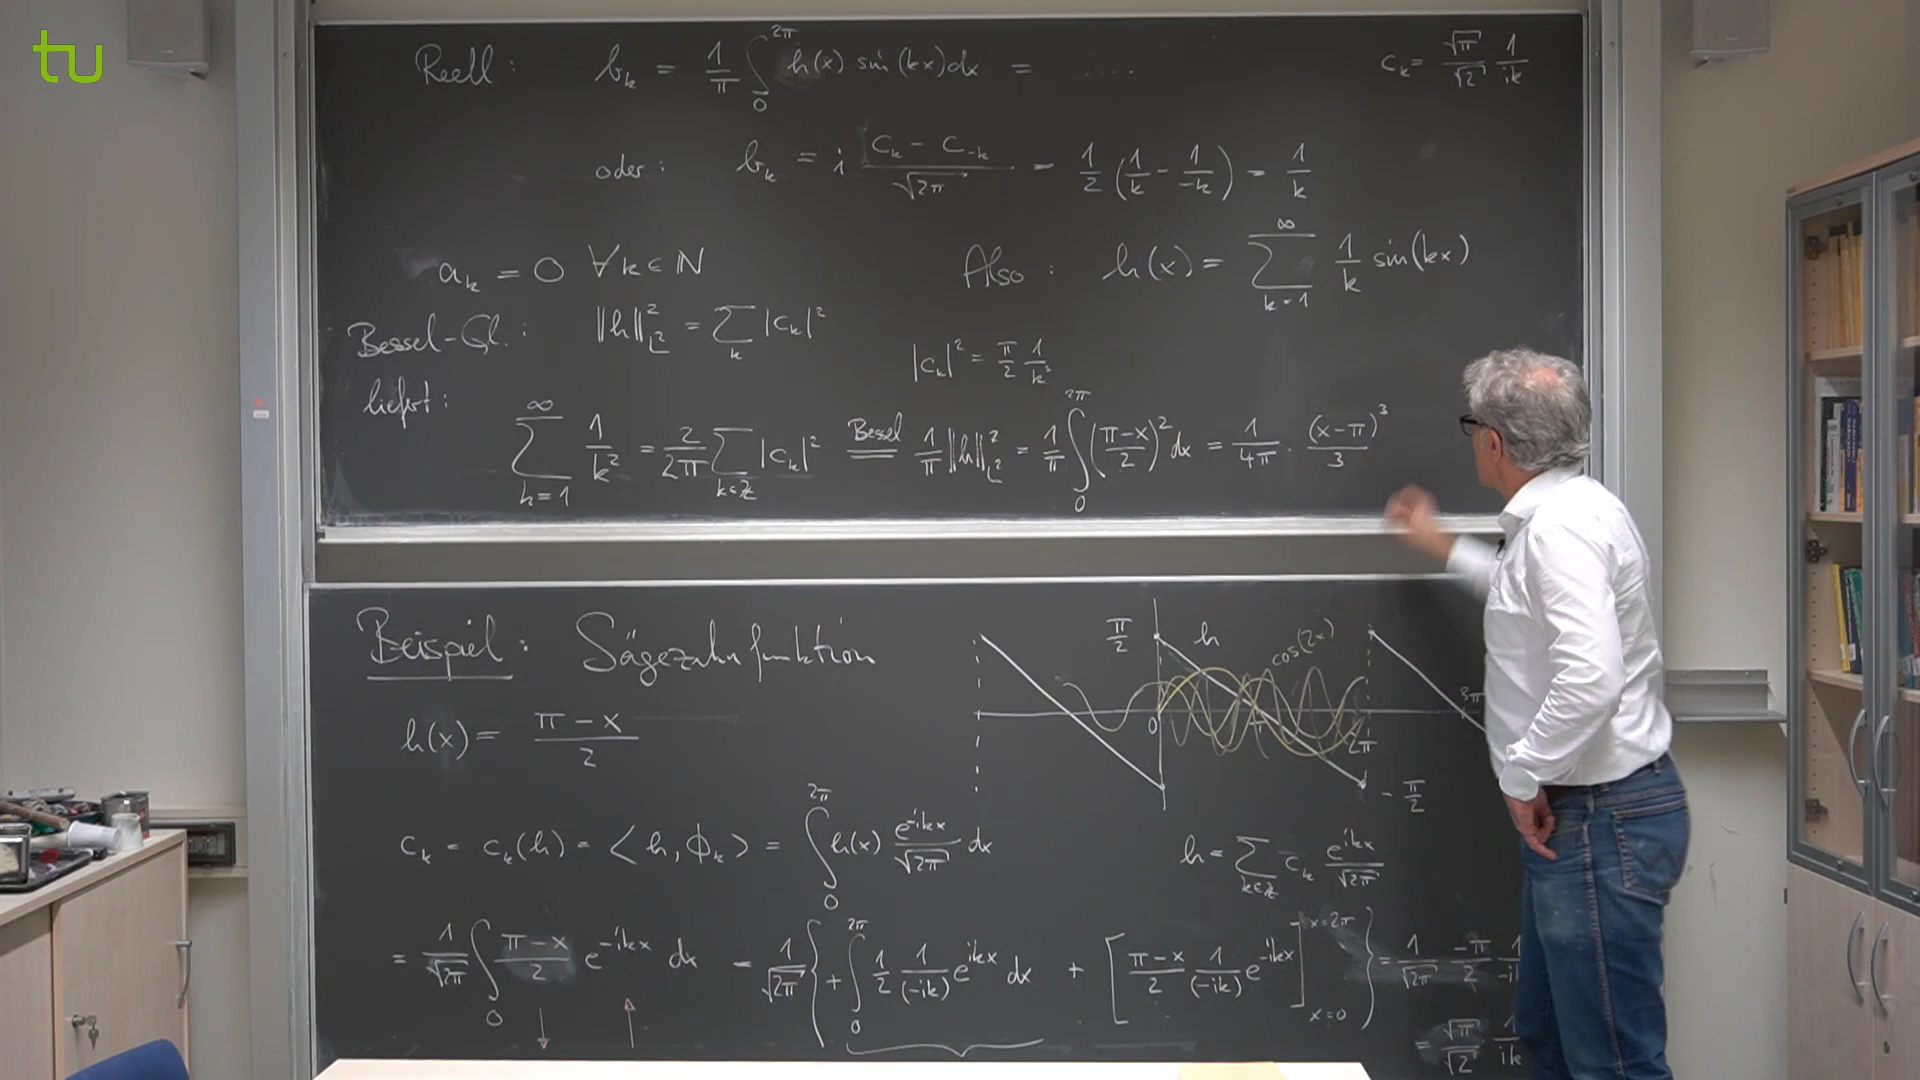 tu
Reell : b_k = 1/π ∫_0^{2π} h(x) sin(kx) dx = ....
c_k = √π/√2 1/ik
oder : b_k = i (c_k - c_{-k})/√2π = 1/2 (1/k - 1/-k) = 1/k
a_k = 0 ∀ k ∈ ℕ
Also : h(x) = ∑_{k=1}^∞ 1/k sin(kx)
Bessel-Gl. : ‖h‖²_{L²} = ∑_k |c_k|²
|c_k|² = π/2 1/k²
liefert :
∑_{k=1}^∞ 1/k² = 2/2π ∑_{k∈ℤ} |c_k|² = (Bessel) 1/π ‖h‖²_{L²} = 1/π ∫_0^{2π} ((π-x)/2)² dx = 1/4π · (x-π)³/3
Beispiel : Sägezahnfunktion
π/2 h cos(2x)
0 π 2π 3π
- π/2
h(x) = (π - x)/2
c_k = c_k(h) = <h, ϕ_k> = ∫_0^{2π} h(x) e^{-ikx}/√2π dx
h = ∑_{k∈ℤ} c_k e^{ikx}/√2π
= 1/√2π ∫_0^{2π} (π-x)/2 e^{-ikx} dx = 1/√2π { + ∫_0^{2π} 1/2 1/(-ik) e^{ikx} dx + [ (π-x)/2 1/(-ik) e^{-ikx} ]_{x=0}^{x=2π} } = 1/√2π -π/2 1/-i
= √π/√2 · 1/ik